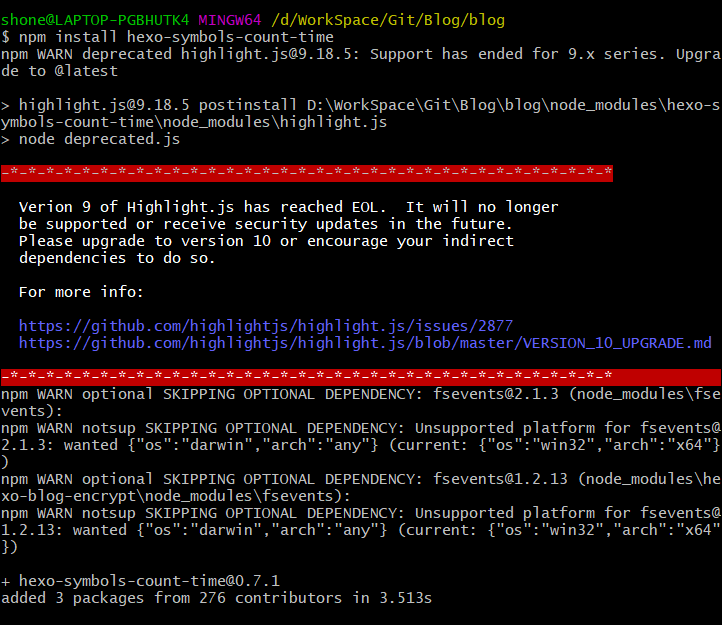 shone@LAPTOP-PGBHUTK4 MINGW64 /d/WorkSpace/Git/Blog/blog
$ npm install hexo-symbols-count-time
npm WARN deprecated highlight.js@9.18.5: Support has ended for 9.x series. Upgra
de to @latest
> highlight.js@9.18.5 postinstall D:\WorkSpace\Git\Blog\blog\node_modules\hexo-s
ymbols-count-time\node_modules\highlight.js
> node deprecated.js
-*-*-*-*-*-*-*-*-*-*-*-*-*-*-*-*-*-*-*-*-*-*-*-*-*-*-*-*-*-*-*-*-*-*
Verion 9 of Highlight.js has reached EOL.  It will no longer
be supported or receive security updates in the future.
Please upgrade to version 10 or encourage your indirect
dependencies to do so.
For more info:
https://github.com/highlightjs/highlight.js/issues/2877
https://github.com/highlightjs/highlight.js/blob/master/VERSION_10_UPGRADE.md
-*-*-*-*-*-*-*-*-*-*-*-*-*-*-*-*-*-*-*-*-*-*-*-*-*-*-*-*-*-*-*-*-*-*
npm WARN optional SKIPPING OPTIONAL DEPENDENCY: fsevents@2.1.3 (node_modules\fse
vents):
npm WARN notsup SKIPPING OPTIONAL DEPENDENCY: Unsupported platform for fsevents@
2.1.3: wanted {"os":"darwin","arch":"any"} (current: {"os":"win32","arch":"x64"}
)
npm WARN optional SKIPPING OPTIONAL DEPENDENCY: fsevents@1.2.13 (node_modules\he
xo-blog-encrypt\node_modules\fsevents):
npm WARN notsup SKIPPING OPTIONAL DEPENDENCY: Unsupported platform for fsevents@
1.2.13: wanted {"os":"darwin","arch":"any"} (current: {"os":"win32","arch":"x64"
})
+ hexo-symbols-count-time@0.7.1
added 3 packages from 276 contributors in 3.513s